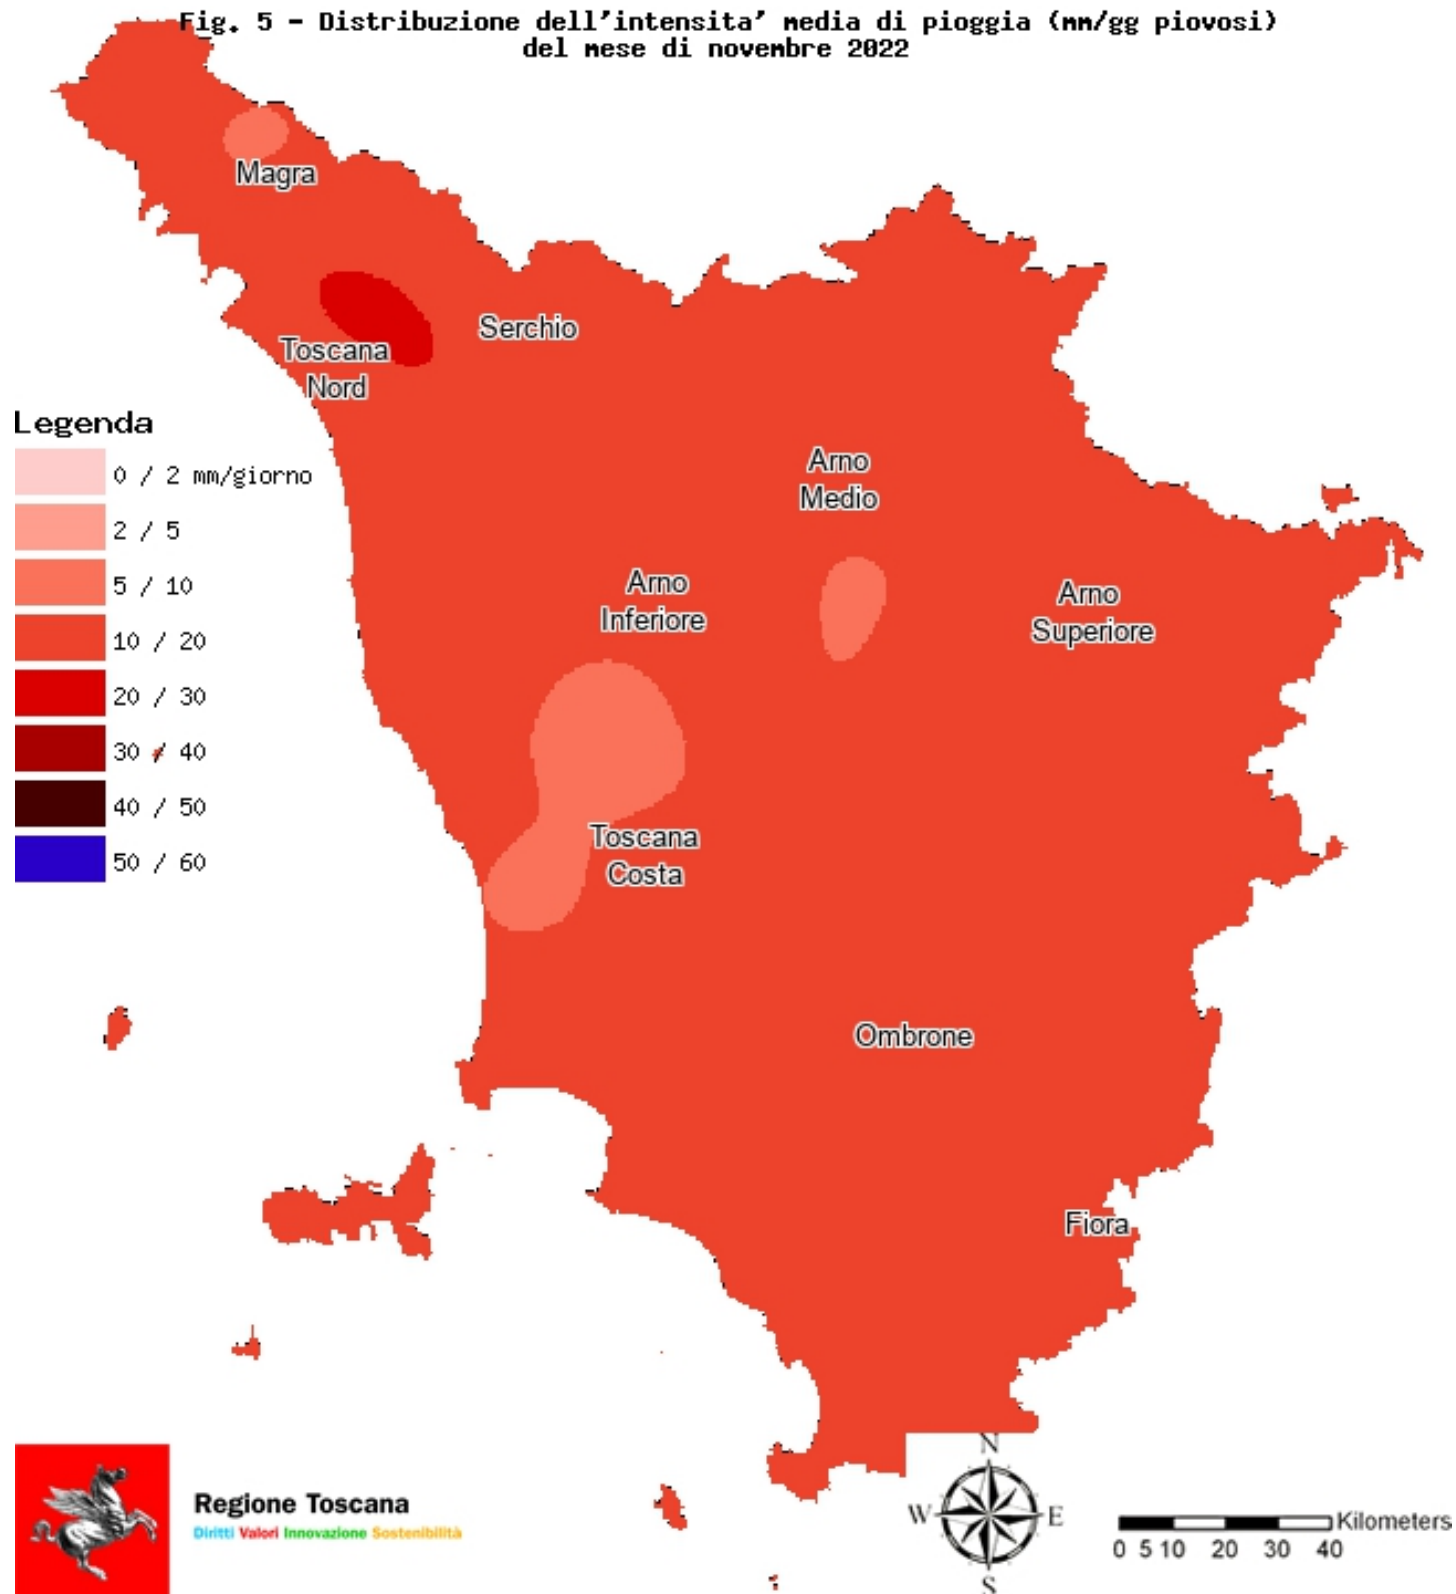 Fig. 5 - Distribuzione dell'intensita' media di pioggia (mm/gg piovosi)
del mese di novembre 2022
Magra
Serchio
Toscana
Nord
Legenda
0 / 2 mm/giorno
2 / 5
5 / 10
10 / 20
20 / 30
30 / 40
40 / 50
50 / 60
Arno
Medio
Arno
Inferiore
Arno
Superiore
Toscana
Costa
Ombrone
Fiora
Regione Toscana
Diritti Valori Innovazione Sostenibilità
N
W E
S
Kilometers
0 5 10 20 30 40